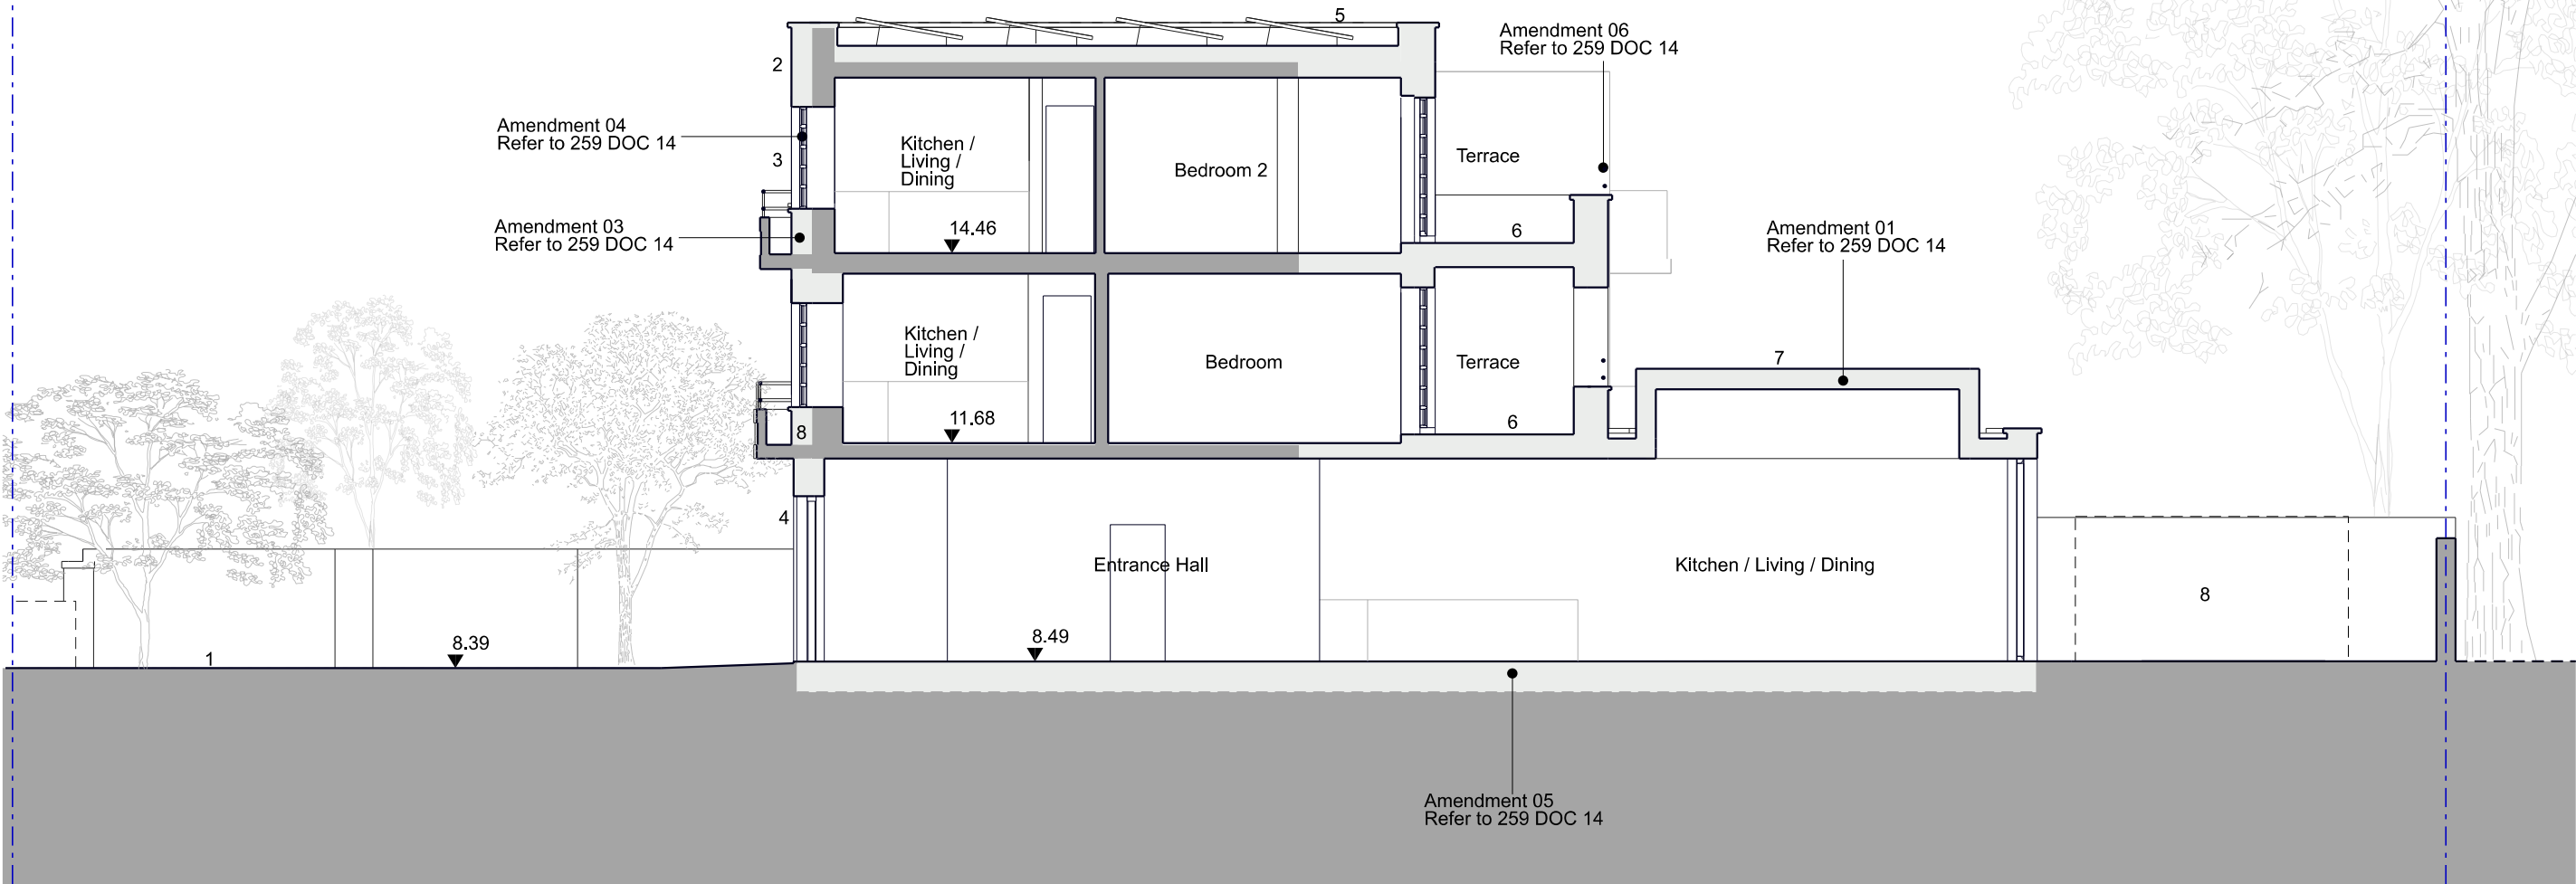 5
Amendment 06
Refer to 259 DOC 14
2
Amendment 04
Refer to 259 DOC 14
3
Kitchen /
Living /
Dining
Bedroom 2
Terrace
Amendment 03
Refer to 259 DOC 14
14.46
6
Amendment 01
Refer to 259 DOC 14
Kitchen /
Living /
Dining
Bedroom
Terrace
7
11.68
8
6
4
Entrance Hall
Kitchen / Living / Dining
8
1
8.39
8.49
Amendment 05
Refer to 259 DOC 14